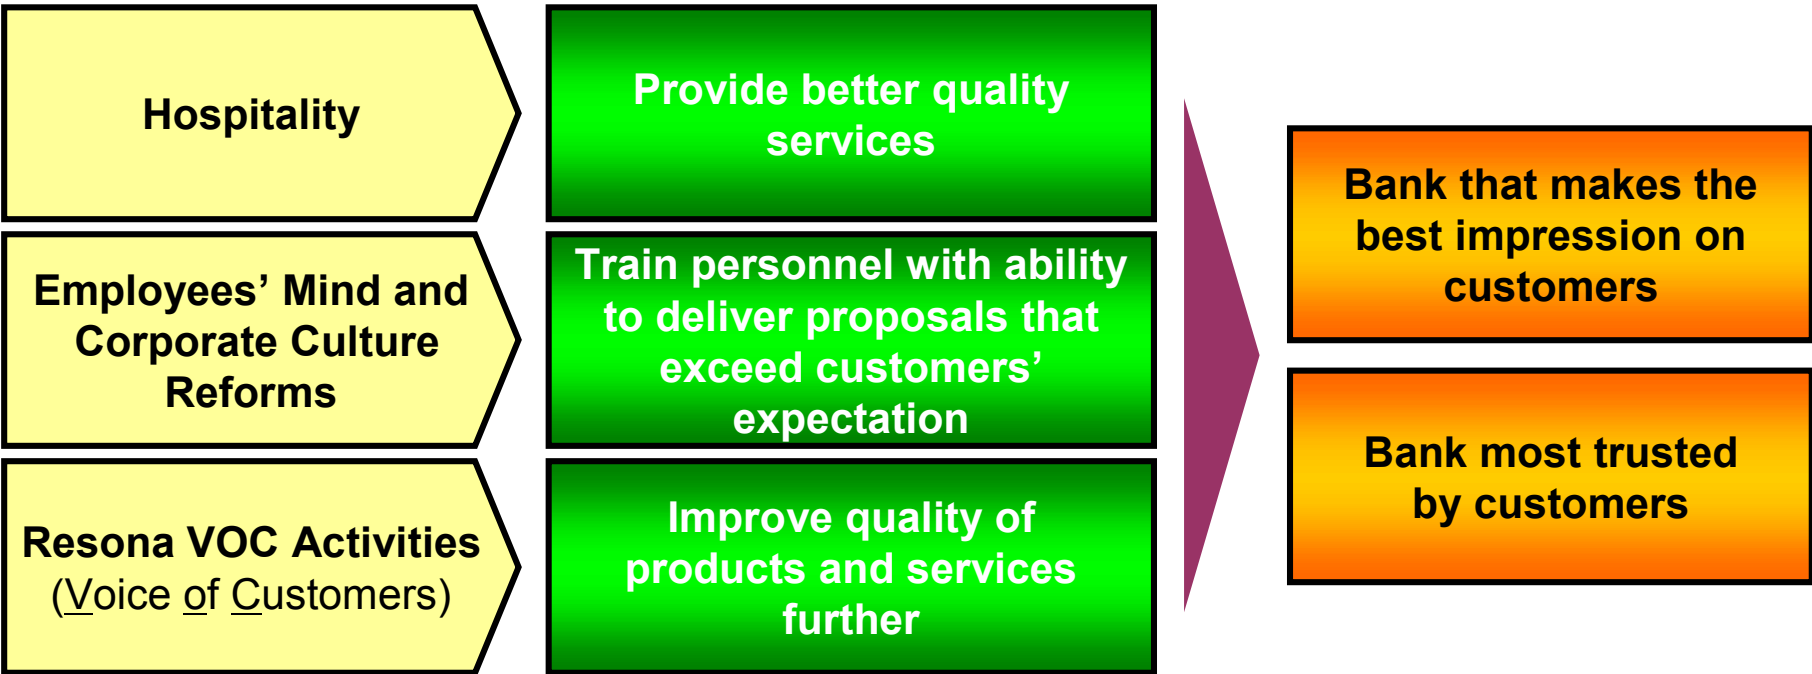 Hospitality
Provide better quality
services
Employees’ Mind and
Corporate Culture
Reforms
Train personnel with ability
to deliver proposals that
exceed customers’
expectation
Resona VOC Activities
(Voice of Customers)
Improve quality of
products and services
further
Bank that makes the
best impression on
customers
Bank most trusted
by customers